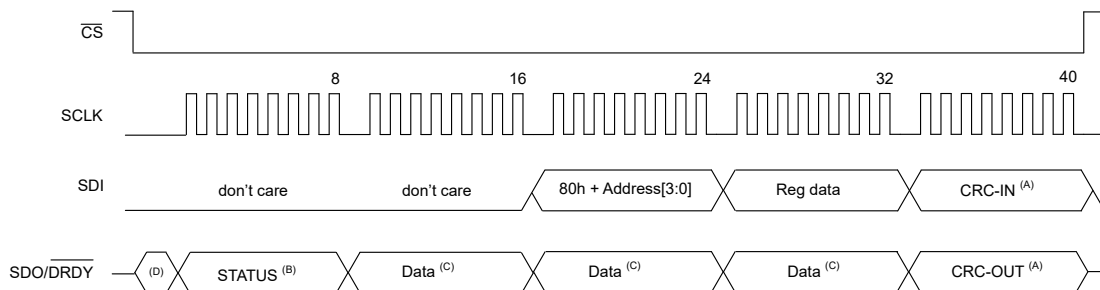 CS
8 16 24 32 40
SCLK
SDI don't care don't care 80h + Address[3:0] Reg data CRC-IN (A)
SDO/DRDY (D) STATUS (B) Data (C) Data (C) Data (C) CRC-OUT (A)